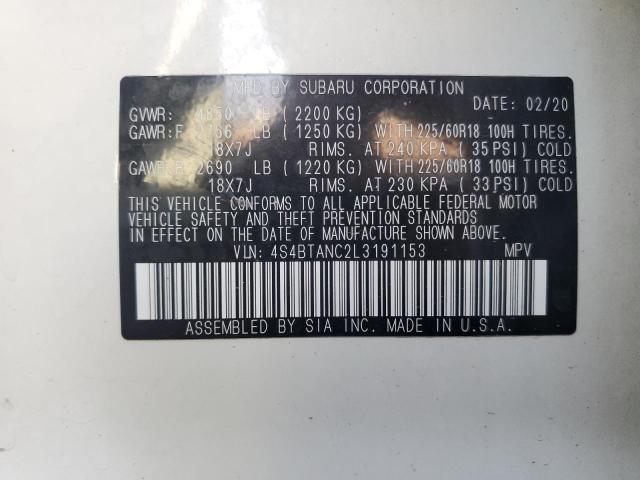 MFD BY SUBARU CORPORATION
DATE: 02/20
GVWR: 4850 LB (2200 KG)
GAWR:F 2756 LB (1250 KG) WITH 225/60R18 100H TIRES.
18X7J RIMS. AT 240 KPA (35 PSI) COLD
GAWR:R 2690 LB (1220 KG) WITH 225/60R18 100H TIRES.
18X7J RIMS. AT 230 KPA (33 PSI) COLD
THIS VEHICLE CONFORMS TO ALL APPLICABLE FEDERAL MOTOR
VEHICLE SAFETY AND THEFT PREVENTION STANDARDS
IN EFFECT ON THE DATE OF MANUFACTURE SHOWN ABOVE.
VIN: 4S4BTANC2L3191153 MPV
ASSEMBLED BY SIA INC. MADE IN U.S.A.